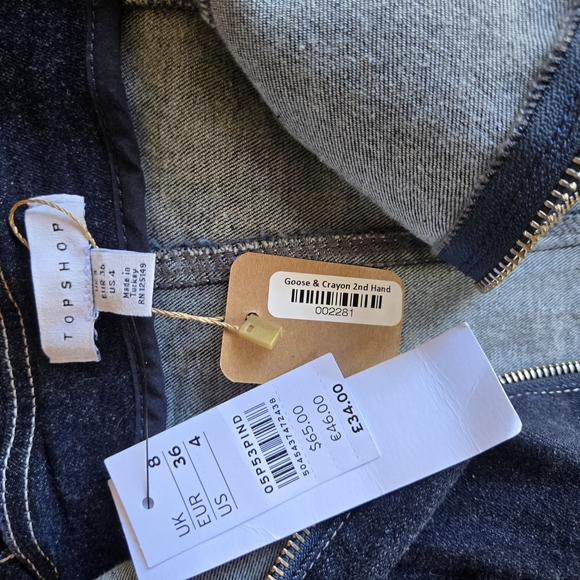 TOPSHOP
EUR 36
US 4
Made in
Turkey
RN 125149
Goose & Crayon 2nd Hand
002281
UK 8
EUR 36
US 4
05P53PIND
5045437472438
$65.00
€46.00
£34.00